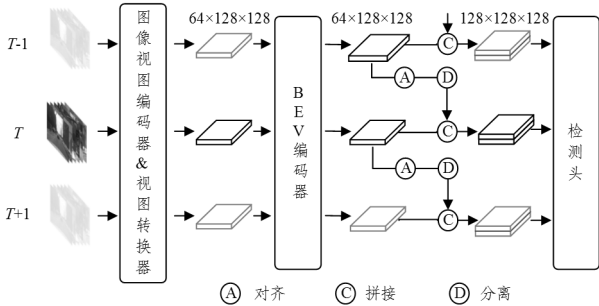 64×128×128
64×128×128
128×128×128
T-1
T
T+1
图像视图编码器&视图转换器
BEV编码器
检测头
C
A
D
C
A
D
C
A 对齐
C 拼接
D 分离